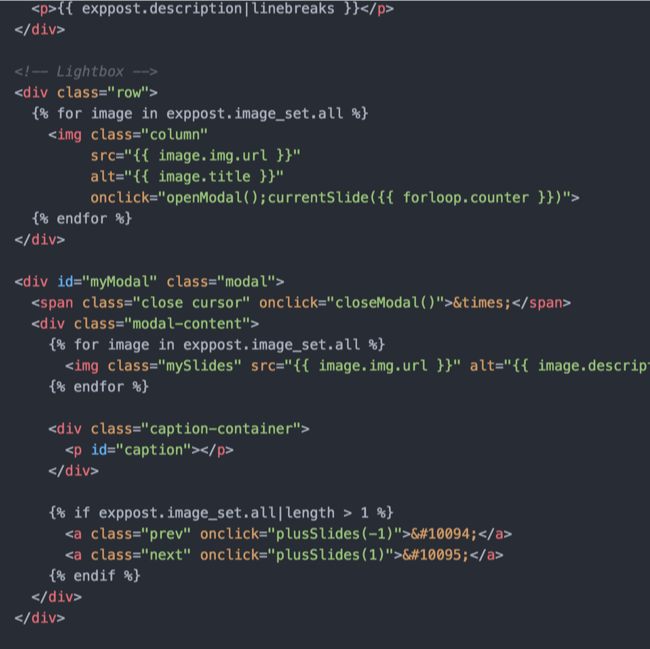 <p>{{ exppost.description|linebreaks }}</p>
</div>
<!-- Lightbox -->
<div class="row">
{% for image in exppost.image_set.all %}
<img class="column"
src="{{ image.img.url }}"
alt="{{ image.title }}"
onclick="openModal();currentSlide({{ forloop.counter }})">
{% endfor %}
</div>
<div id="myModal" class="modal">
<span class="close cursor" onclick="closeModal()">&times;</span>
<div class="modal-content">
{% for image in exppost.image_set.all %}
<img class="mySlides" src="{{ image.img.url }}" alt="{{ image.descript
{% endfor %}
<div class="caption-container">
<p id="caption"></p>
</div>
{% if exppost.image_set.all|length > 1 %}
<a class="prev" onclick="plusSlides(-1)">&#10094;</a>
<a class="next" onclick="plusSlides(1)">&#10095;</a>
{% endif %}
</div>
</div>